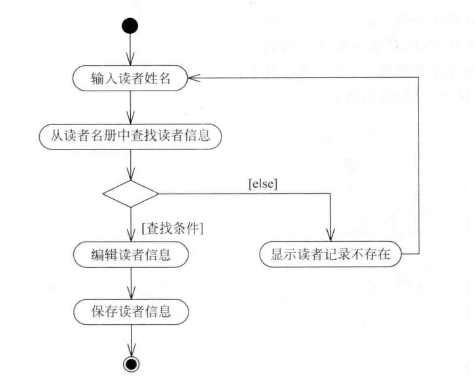 输入读者姓名
从读者名册中查找读者信息
[else]
[查找条件]
编辑读者信息
显示读者记录不存在
保存读者信息